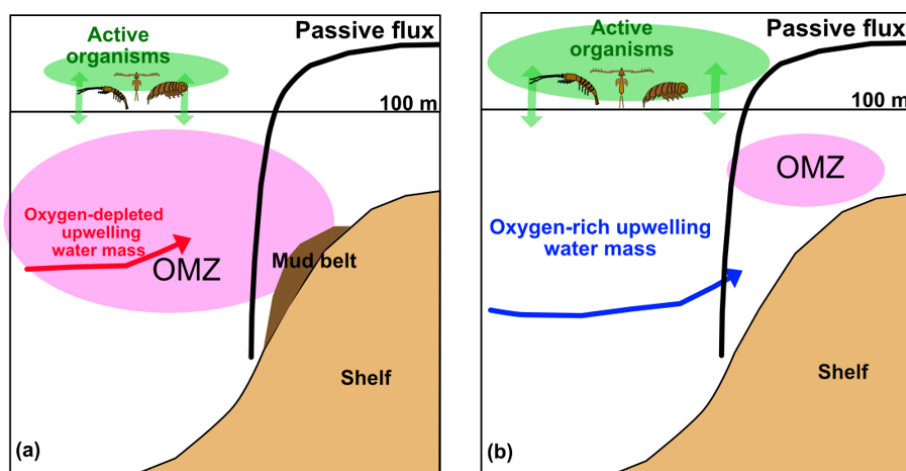 Active
organisms
Passive flux
100 m
Oxygen-depleted
upwelling
water mass
OMZ
Mud belt
Shelf
(a)
Active
organisms
Passive flux
100 m
OMZ
Oxygen-rich upwelling
water mass
Shelf
(b)